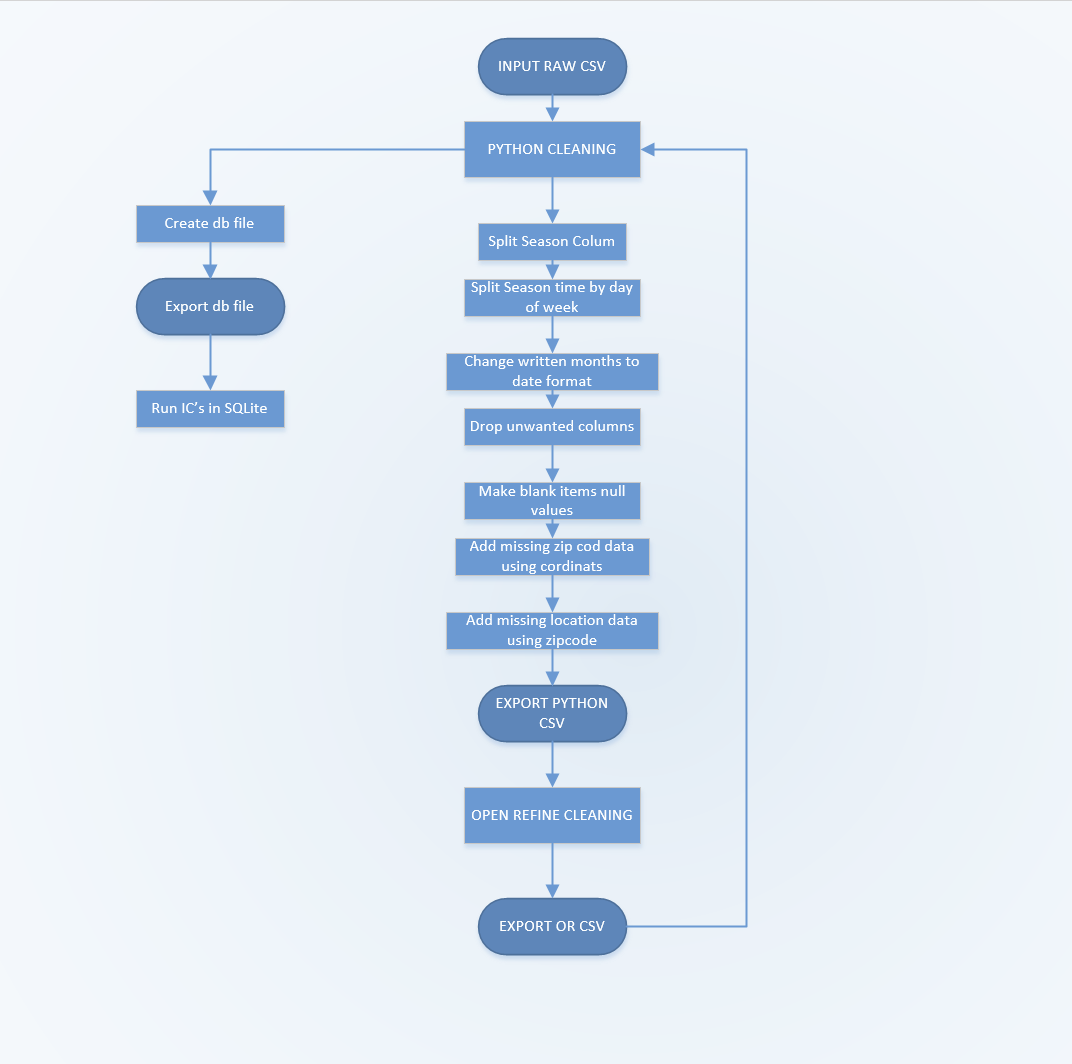 INPUT RAW CSV
PYTHON CLEANING
Create db file
Export db file
Run IC's in SQLite
Split Season Colum
Split Season time by day
of week
Change written months to
date format
Drop unwanted columns
Make blank items null
values
Add missing zip cod data
using cordinats
Add missing location data
using zipcode
EXPORT PYTHON
CSV
OPEN REFINE CLEANING
EXPORT OR CSV